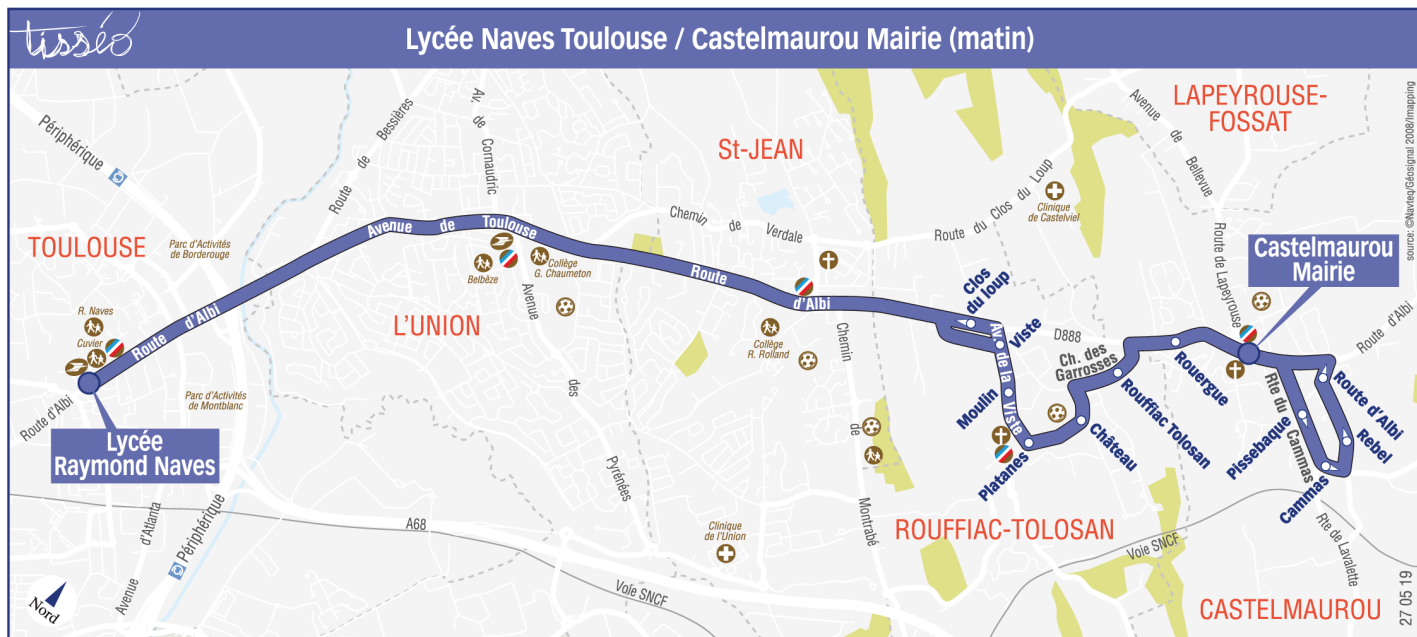 tisséo
Lycée Naves Toulouse / Castelmaurou Mairie (matin)
LAPEYROUSE-
FOSSAT
Avenue de Bellevue
source: ©Navteq/Géosignal 2008/Imapping
Périphérique
Route de Bessières
Av. de Cornaudric
St-JEAN
Route du Clos du Loup
Clinique
de Castelviel
TOULOUSE
Parc d'Activités
de Borderouge
Avenue de Toulouse
Chemin de Verdale
Route de Lapeyrouse
Castelmaurou
Mairie
Belbèze
Collège
G. Chaumeton
Route d'Albi
Clos
du loup
Viste
D888
Route d'Albi
R. Naves
Cuvier
Route d'Albi
L'UNION
Avenue des Pyrénées
Collège
R. Rolland
Chemin de Montrabé
Av. de la Viste
Ch. des
Garrosses
Rouergue
Route d'Albi
Parc d'Activités
de Montblanc
Moulin
Rouffiac Tolosan
Rte du Cammas
Pissebaque
Rebel
Route d'Albi
Lycée
Raymond Naves
Platanes
Château
Cammas
Avenue d'Atlanta
Périphérique
A68
Clinique
de l'Union
ROUFFIAC-TOLOSAN
Voie SNCF
Rte de Lavalette
Voie SNCF
Nord
CASTELMAUROU
27 05 19